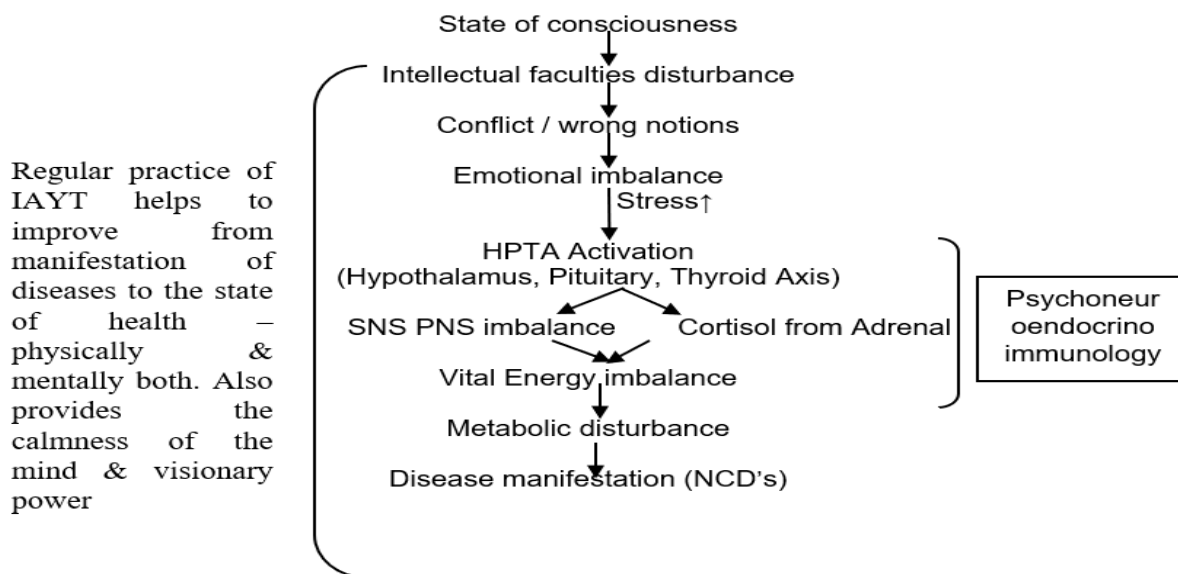 State of consciousness
Intellectual faculties disturbance
Conflict / wrong notions
Emotional imbalance
Stress↑
HPTA Activation
(Hypothalamus, Pituitary, Thyroid Axis)
SNS PNS imbalance
Cortisol from Adrenal
Vital Energy imbalance
Metabolic disturbance
Disease manifestation (NCD's)
Regular practice of
IAYT helps to
improve from
manifestation of
diseases to the state
of health –
physically &
mentally both. Also
provides the
calmness of the
mind & visionary
power
Psychoneur
oendocrino
immunology